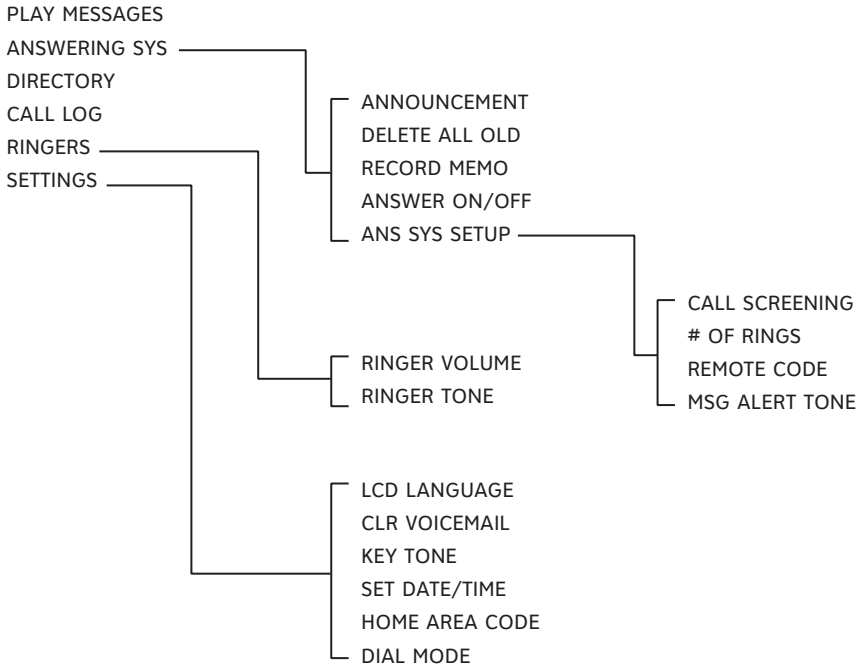 PLAY MESSAGES
ANSWERING SYS
DIRECTORY
CALL LOG
RINGERS
SETTINGS
ANNOUNCEMENT
DELETE ALL OLD
RECORD MEMO
ANSWER ON/OFF
ANS SYS SETUP
CALL SCREENING
# OF RINGS
REMOTE CODE
MSG ALERT TONE
RINGER VOLUME
RINGER TONE
LCD LANGUAGE
CLR VOICEMAIL
KEY TONE
SET DATE/TIME
HOME AREA CODE
DIAL MODE